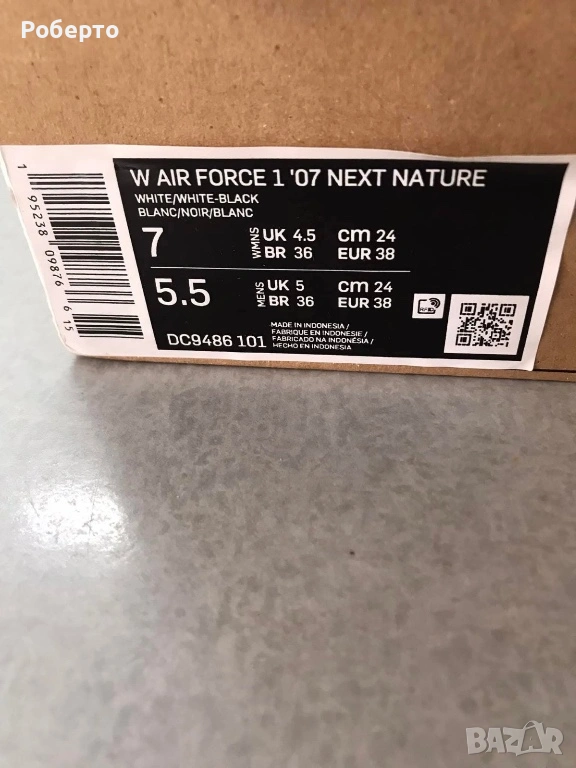 Роберто
W AIR FORCE 1 '07 NEXT NATURE
WHITE/WHITE-BLACK
BLANC/NOIR/BLANC
7 WMNS UK 4.5 cm 24
BR 36 EUR 38
5.5 MENS UK 5 cm 24
BR 36 EUR 38
DC9486 101
MADE IN INDONESIA /
FABRIQUE EN INDONESIE /
FABRICADO NA INDONÉSIA /
HECHO EN INDONESIA
1 95238 09876 6 15
BAZAR